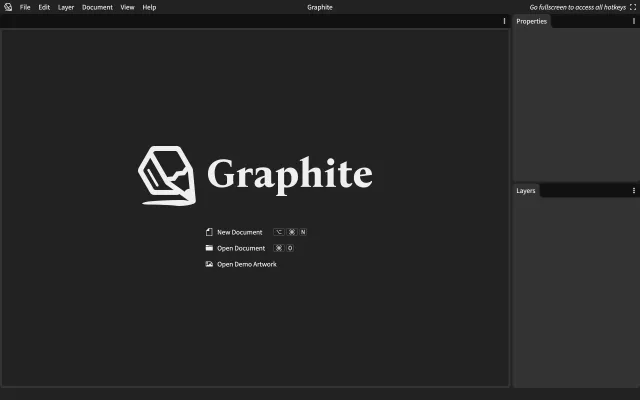 File Edit Layer Document View Help
Graphite
Go fullscreen to access all hotkeys
Properties
Graphite
Layers
New Document ⌥ ⌘ N
Open Document ⌘ O
Open Demo Artwork